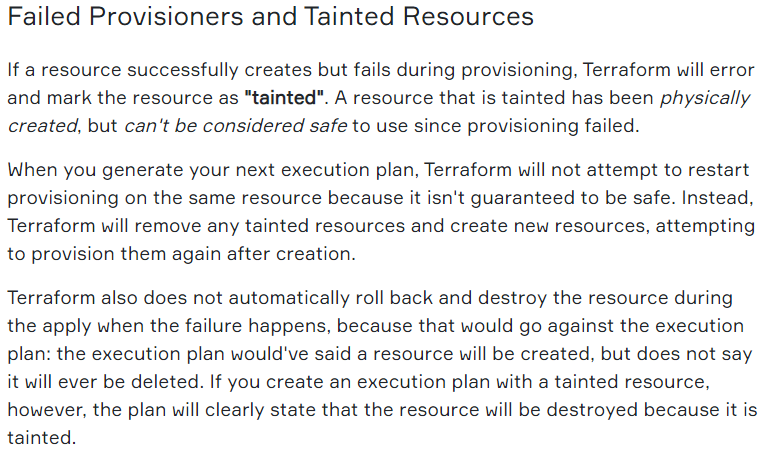 Failed Provisioners and Tainted Resources
If a resource successfully creates but fails during provisioning, Terraform will error
and mark the resource as "tainted". A resource that is tainted has been physically
created, but can't be considered safe to use since provisioning failed.
When you generate your next execution plan, Terraform will not attempt to restart
provisioning on the same resource because it isn't guaranteed to be safe. Instead,
Terraform will remove any tainted resources and create new resources, attempting
to provision them again after creation.
Terraform also does not automatically roll back and destroy the resource during
the apply when the failure happens, because that would go against the execution
plan: the execution plan would've said a resource will be created, but does not say
it will ever be deleted. If you create an execution plan with a tainted resource,
however, the plan will clearly state that the resource will be destroyed because it is
tainted.